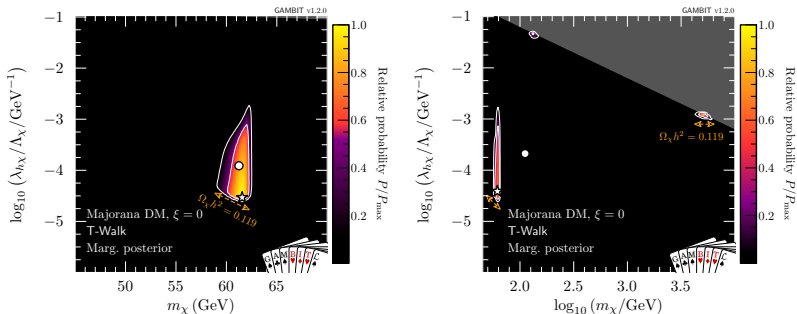 GAMBIT v1.2.0
−1
−2
−3
−4
−5
log₁₀ (λhχ/Λχ/GeV⁻¹)
Ωχh² = 0.119
Majorana DM, ξ = 0
T-Walk
Marg. posterior
G A M B I T
50
55
60
65
mχ (GeV)
1.0
0.8
0.6
0.4
0.2
Relative probability P/Pmax
GAMBIT v1.2.0
−1
−2
−3
−4
−5
log₁₀ (λhχ/Λχ/GeV⁻¹)
Ωχh² = 0.119
Majorana DM, ξ = 0
T-Walk
Marg. posterior
G A M B I T
2.0
2.5
3.0
3.5
log₁₀ (mχ/GeV)
1.0
0.8
0.6
0.4
0.2
Relative probability P/Pmax